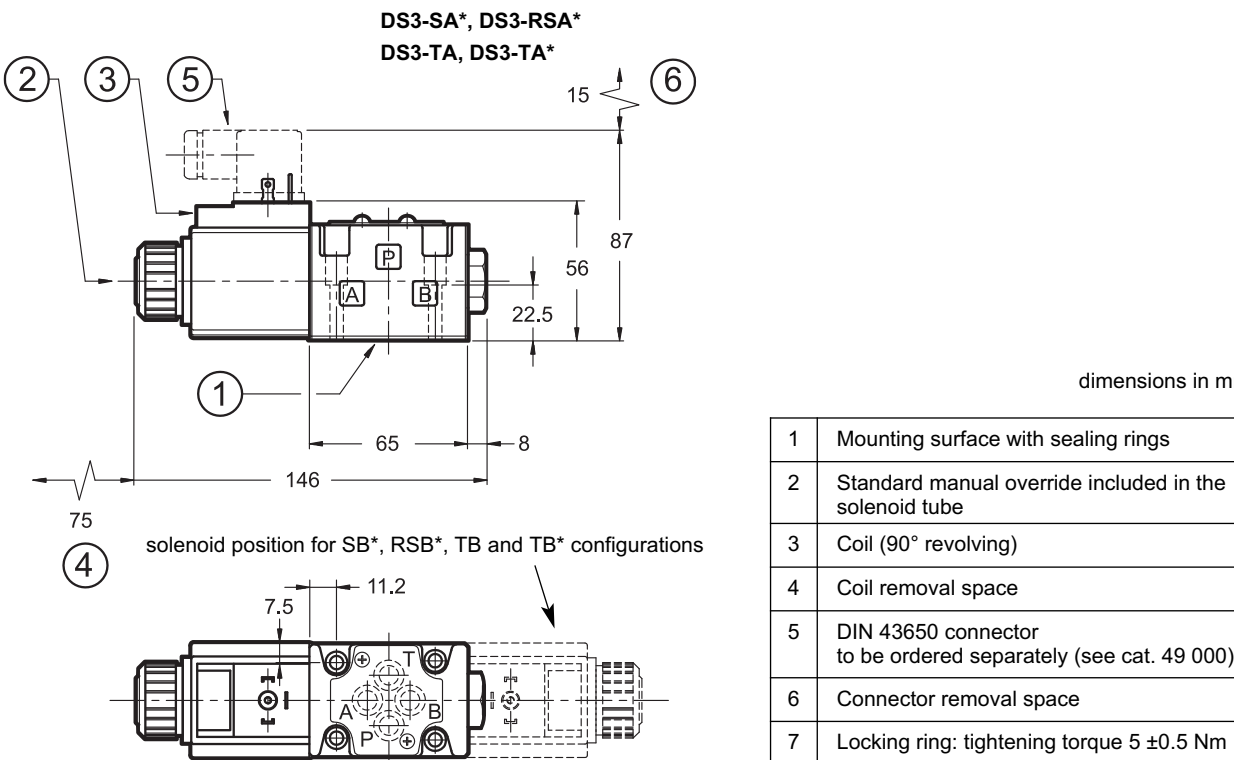 DS3-SA*, DS3-RSA*
DS3-TA, DS3-TA*
2
3
5
15
6
87
56
22.5
P
A
B
1
65
8
146
75
4
dimensions in m
1 Mounting surface with sealing rings
2 Standard manual override included in the
solenoid tube
3 Coil (90° revolving)
4 Coil removal space
5 DIN 43650 connector
to be ordered separately (see cat. 49 000)
6 Connector removal space
7 Locking ring: tightening torque 5 ±0.5 Nm
solenoid position for SB*, RSB*, TB and TB* configurations
11.2
7.5
T
A
B
P